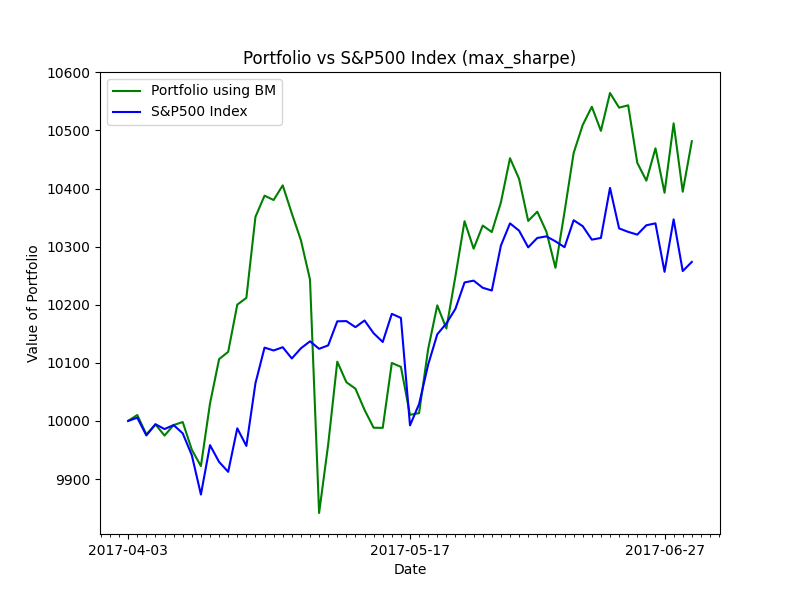 Portfolio vs S&P500 Index (max_sharpe)
Portfolio using BM
S&P500 Index
10600
10500
10400
10300
10200
10100
10000
9900
Value of Portfolio
2017-04-03
2017-05-17
2017-06-27
Date